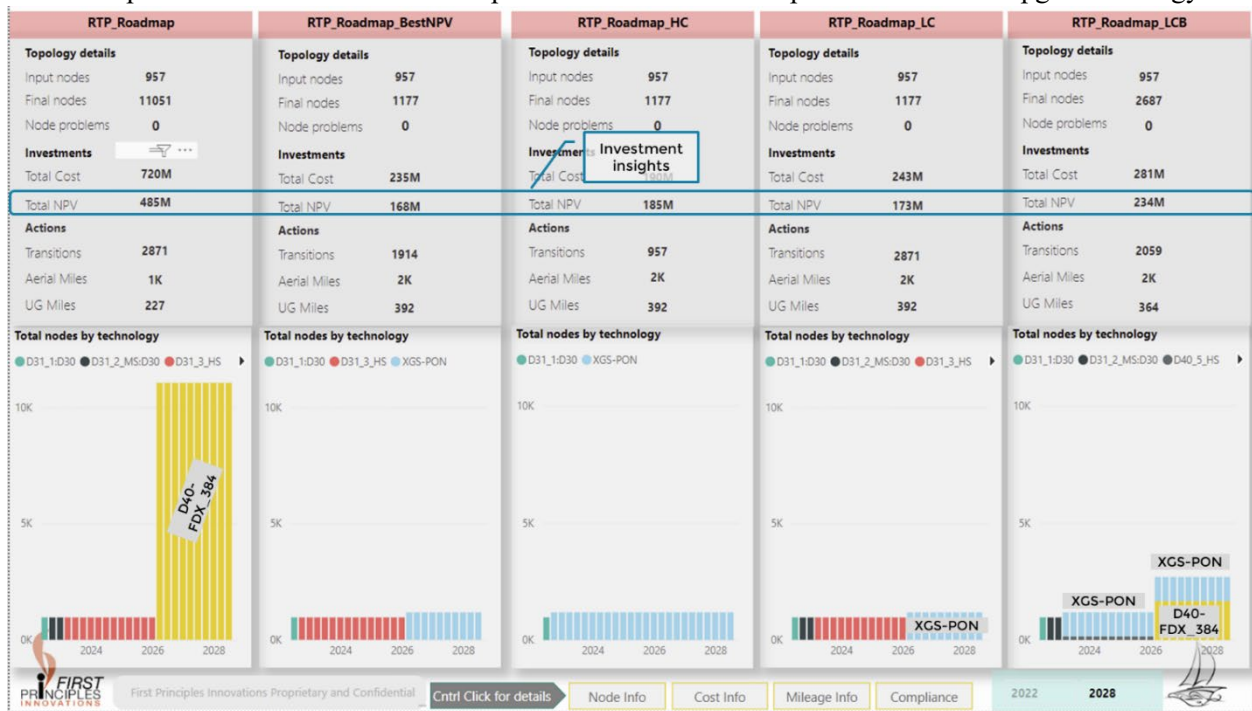 RTP_Roadmap
Topology details
Input nodes 957
Final nodes 11051
Node problems 0
Investments
Total Cost 720M
Total NPV 485M
Actions
Transitions 2871
Aerial Miles 1K
UG Miles 227
Total nodes by technology
D31_1:D30 D31_2_MS:D30 D31_3_HS
10K
5K
0K
D40-
FDX_384
2024 2026 2028
RTP_Roadmap_BestNPV
Topology details
Input nodes 957
Final nodes 1177
Node problems 0
Investments
Total Cost 235M
Total NPV 168M
Actions
Transitions 1914
Aerial Miles 2K
UG Miles 392
Total nodes by technology
D31_1:D30 D31_3_HS XGS-PON
10K
5K
0K
2024 2026 2028
RTP_Roadmap_HC
Topology details
Input nodes 957
Final nodes 1177
Node problems 0
Investments
Investment
insights
Total Cost 190M
Total NPV 185M
Actions
Transitions 957
Aerial Miles 2K
UG Miles 392
Total nodes by technology
D31_1:D30 XGS-PON
10K
5K
0K
2024 2026 2028
RTP_Roadmap_LC
Topology details
Input nodes 957
Final nodes 1177
Node problems 0
Investments
Total Cost 243M
Total NPV 173M
Actions
Transitions 2871
Aerial Miles 2K
UG Miles 392
Total nodes by technology
D31_1:D30 D31_2_MS:D30 D31_3_HS
10K
5K
0K
XGS-PON
2024 2026 2028
RTP_Roadmap_LCB
Topology details
Input nodes 957
Final nodes 2687
Node problems 0
Investments
Total Cost 281M
Total NPV 234M
Actions
Transitions 2059
Aerial Miles 2K
UG Miles 364
Total nodes by technology
D31_1:D30 D31_2_MS:D30 D40_5_HS
10K
5K
0K
XGS-PON
XGS-PON
D40-
FDX_384
2024 2026 2028
FIRST
PRINCIPLES
INNOVATIONS
First Principles Innovations Proprietary and Confidential
Cntrl Click for details
Node Info
Cost Info
Mileage Info
Compliance
2022 2028